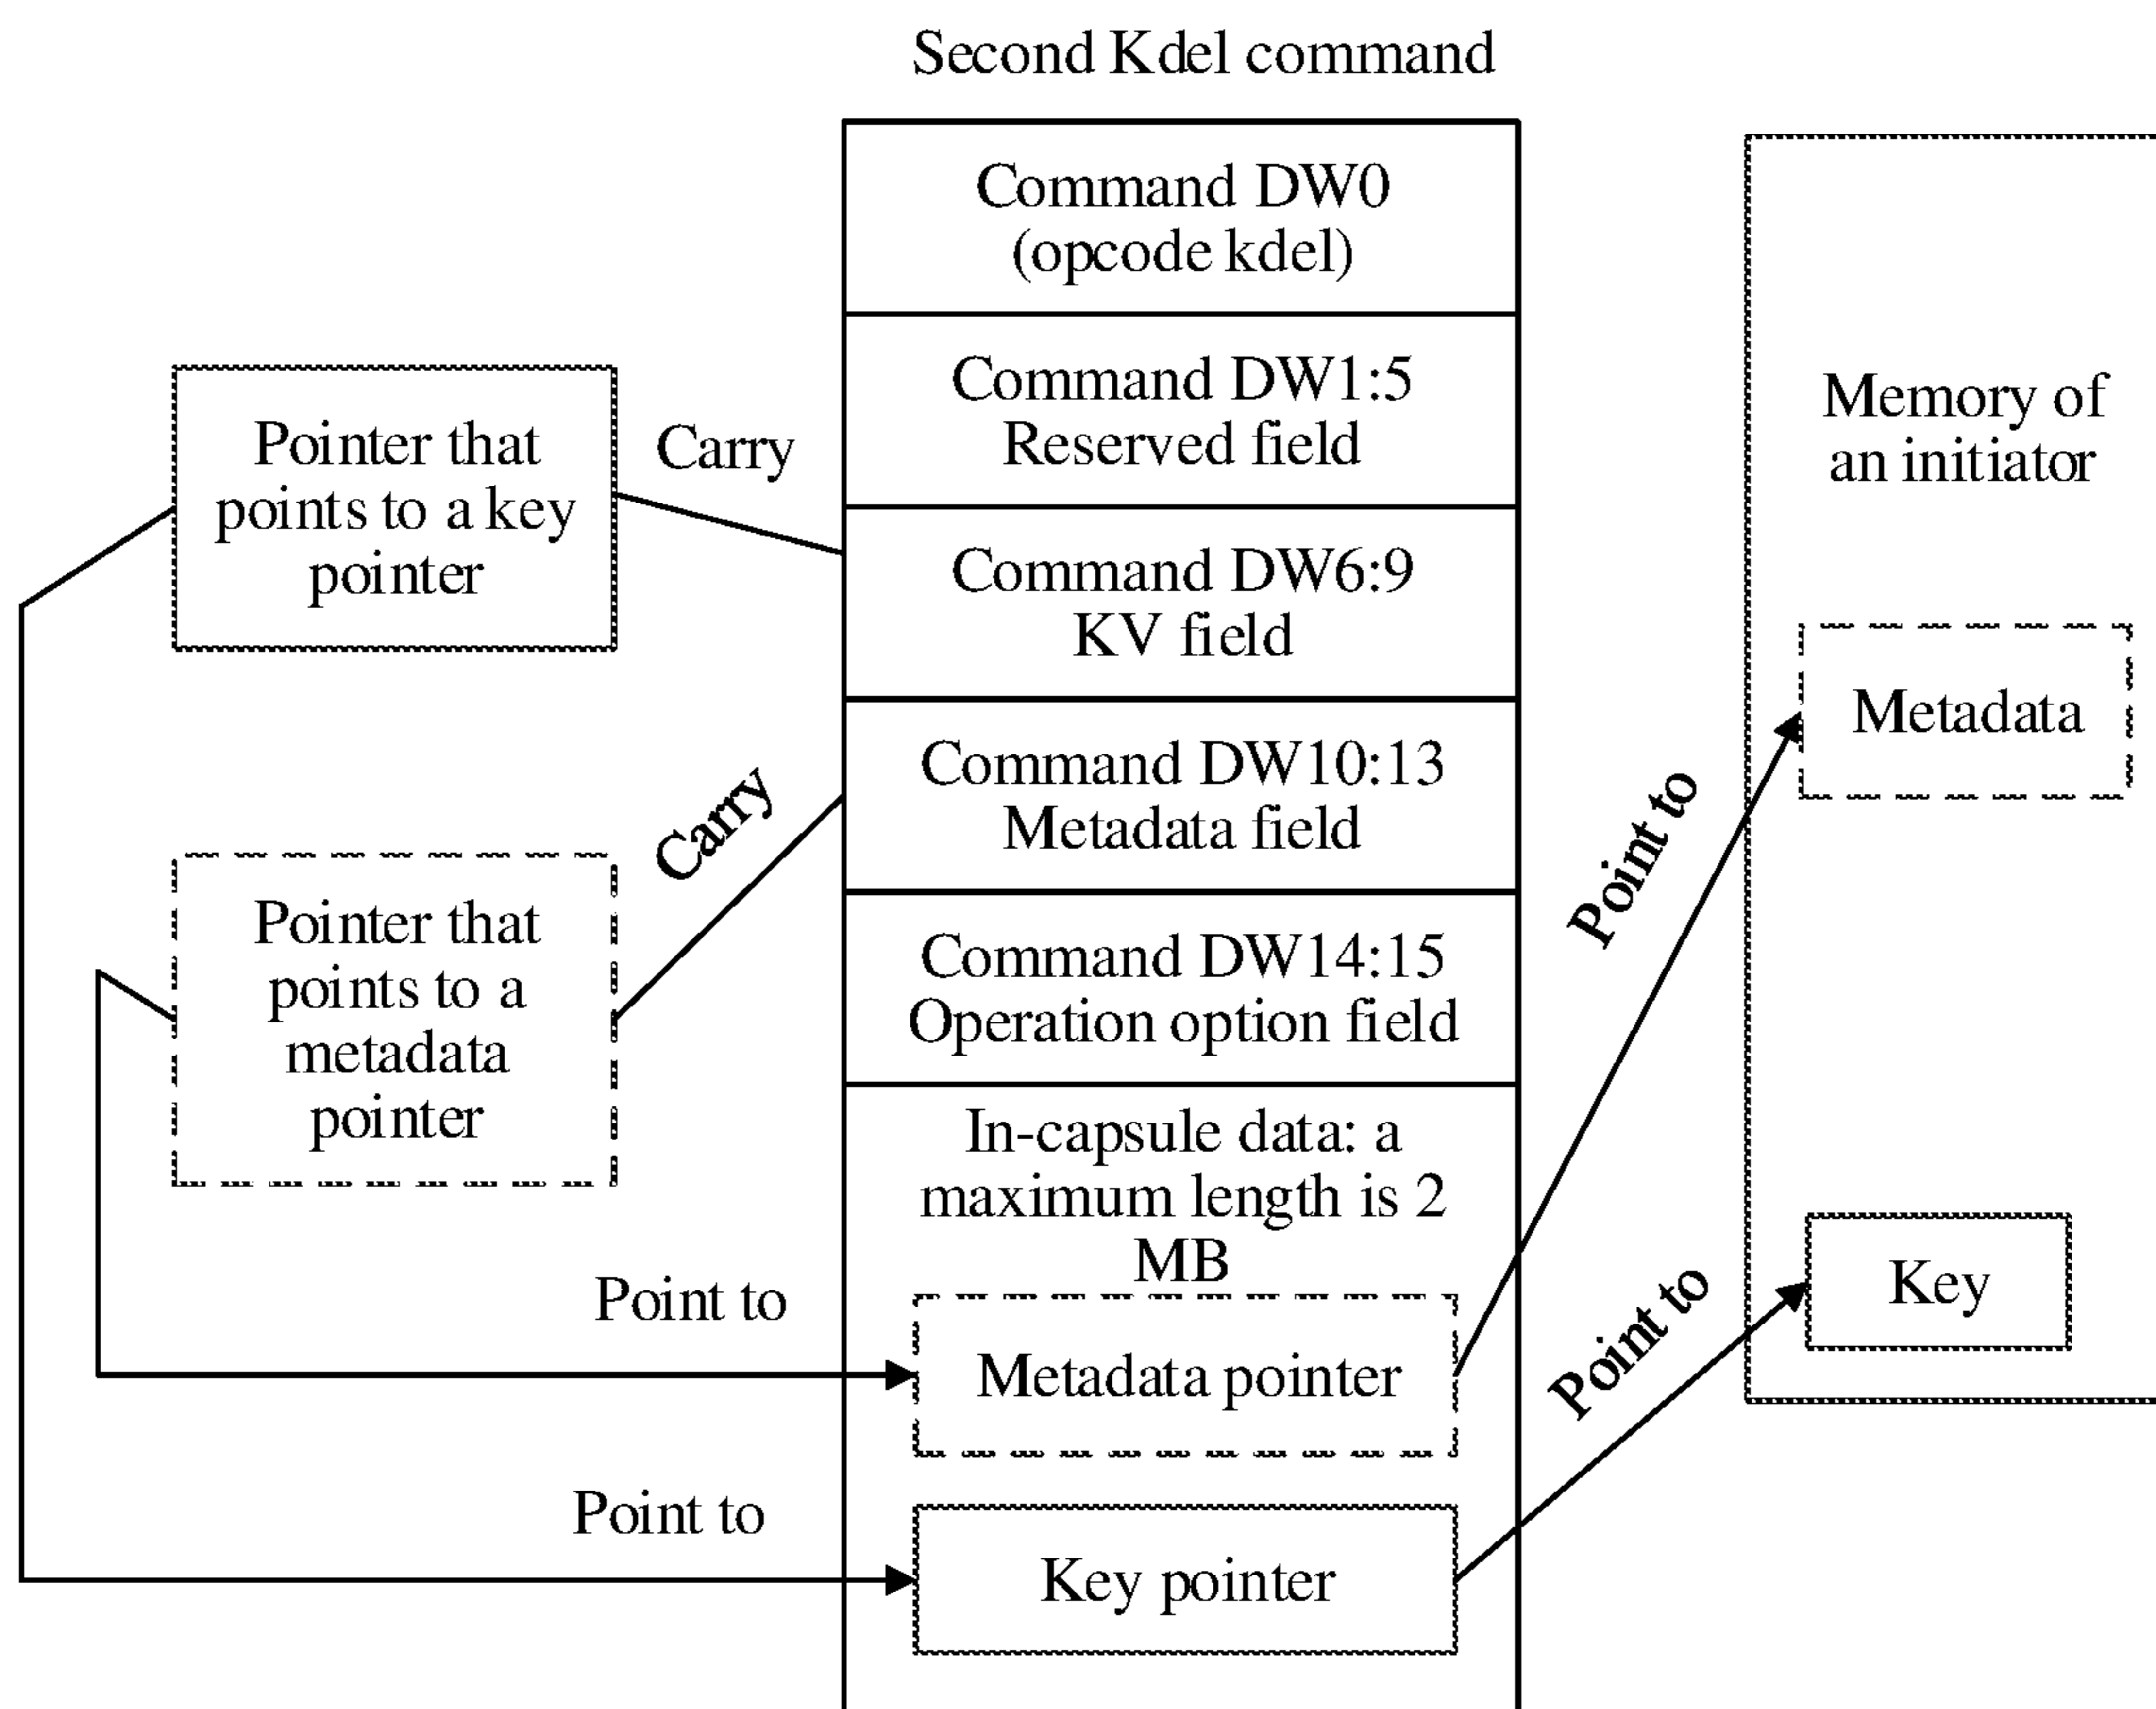 Second Kdel command
Command DW0
(opcode kdel)
Command DW1:5
Reserved field
Command DW6:9
KV field
Command DW10:13
Metadata field
Command DW14:15
Operation option field
In-capsule data: a
maximum length is 2
MB
Metadata pointer
Key pointer
Pointer that
points to a key
pointer
Carry
Pointer that
points to a
metadata
pointer
Carry
Point to
Point to
Point to
Point to
Memory of
an initiator
Metadata
Key